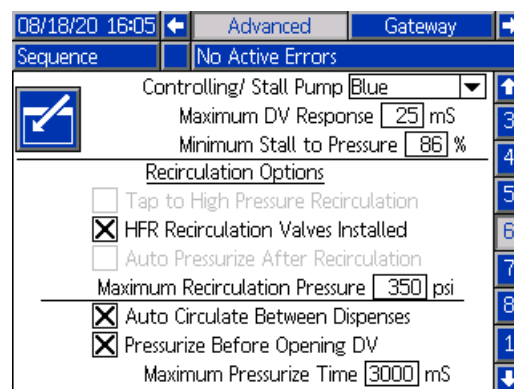 08/18/20 16:05 Advanced Gateway
Sequence No Active Errors
Controlling/ Stall Pump Blue
Maximum DV Response 25 mS
Minimum Stall to Pressure 86 %
Recirculation Options
Tap to High Pressure Recirculation
HFR Recirculation Valves Installed
Auto Pressurize After Recirculation
Maximum Recirculation Pressure 350 psi
Auto Circulate Between Dispenses
Pressurize Before Opening DV
Maximum Pressurize Time 3000 mS
3
4
5
6
7
8
1